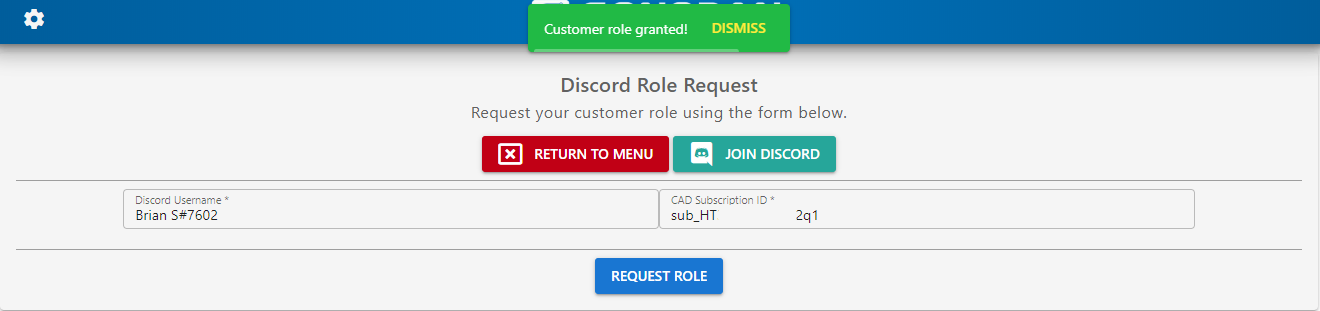 Customer role granted! DISMISS
Discord Role Request
Request your customer role using the form below.
RETURN TO MENU JOIN DISCORD
Discord Username * CAD Subscription ID *
Brian S#7602 sub_HT 2q1
REQUEST ROLE